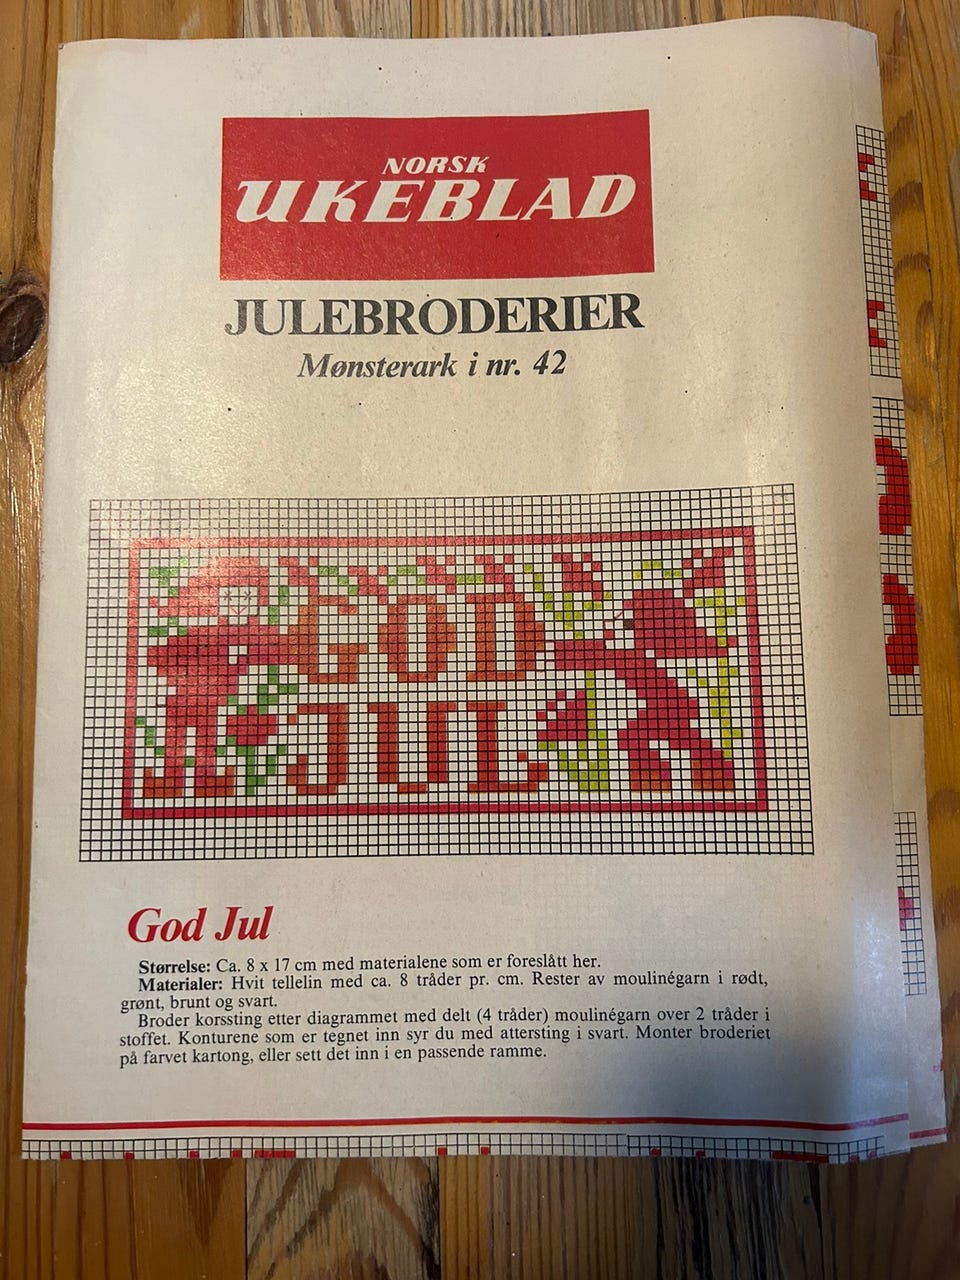 NORSK
UKEBLAD
JULEBRODERIER
Mønsterark i nr. 42
GOD
JUL
God Jul
Størrelse: Ca. 8 x 17 cm med materialene som er foreslått her.
Materialer: Hvit tellelin med ca. 8 tråder pr. cm. Rester av moulinégarn i rødt,
grønt, brunt og svart.
Broder korssting etter diagrammet med delt (4 tråder) moulinégarn over 2 tråder i
stoffet. Konturene som er tegnet inn syr du med attersting i svart. Monter broderiet
på farvet kartong, eller sett det inn i en passende ramme.